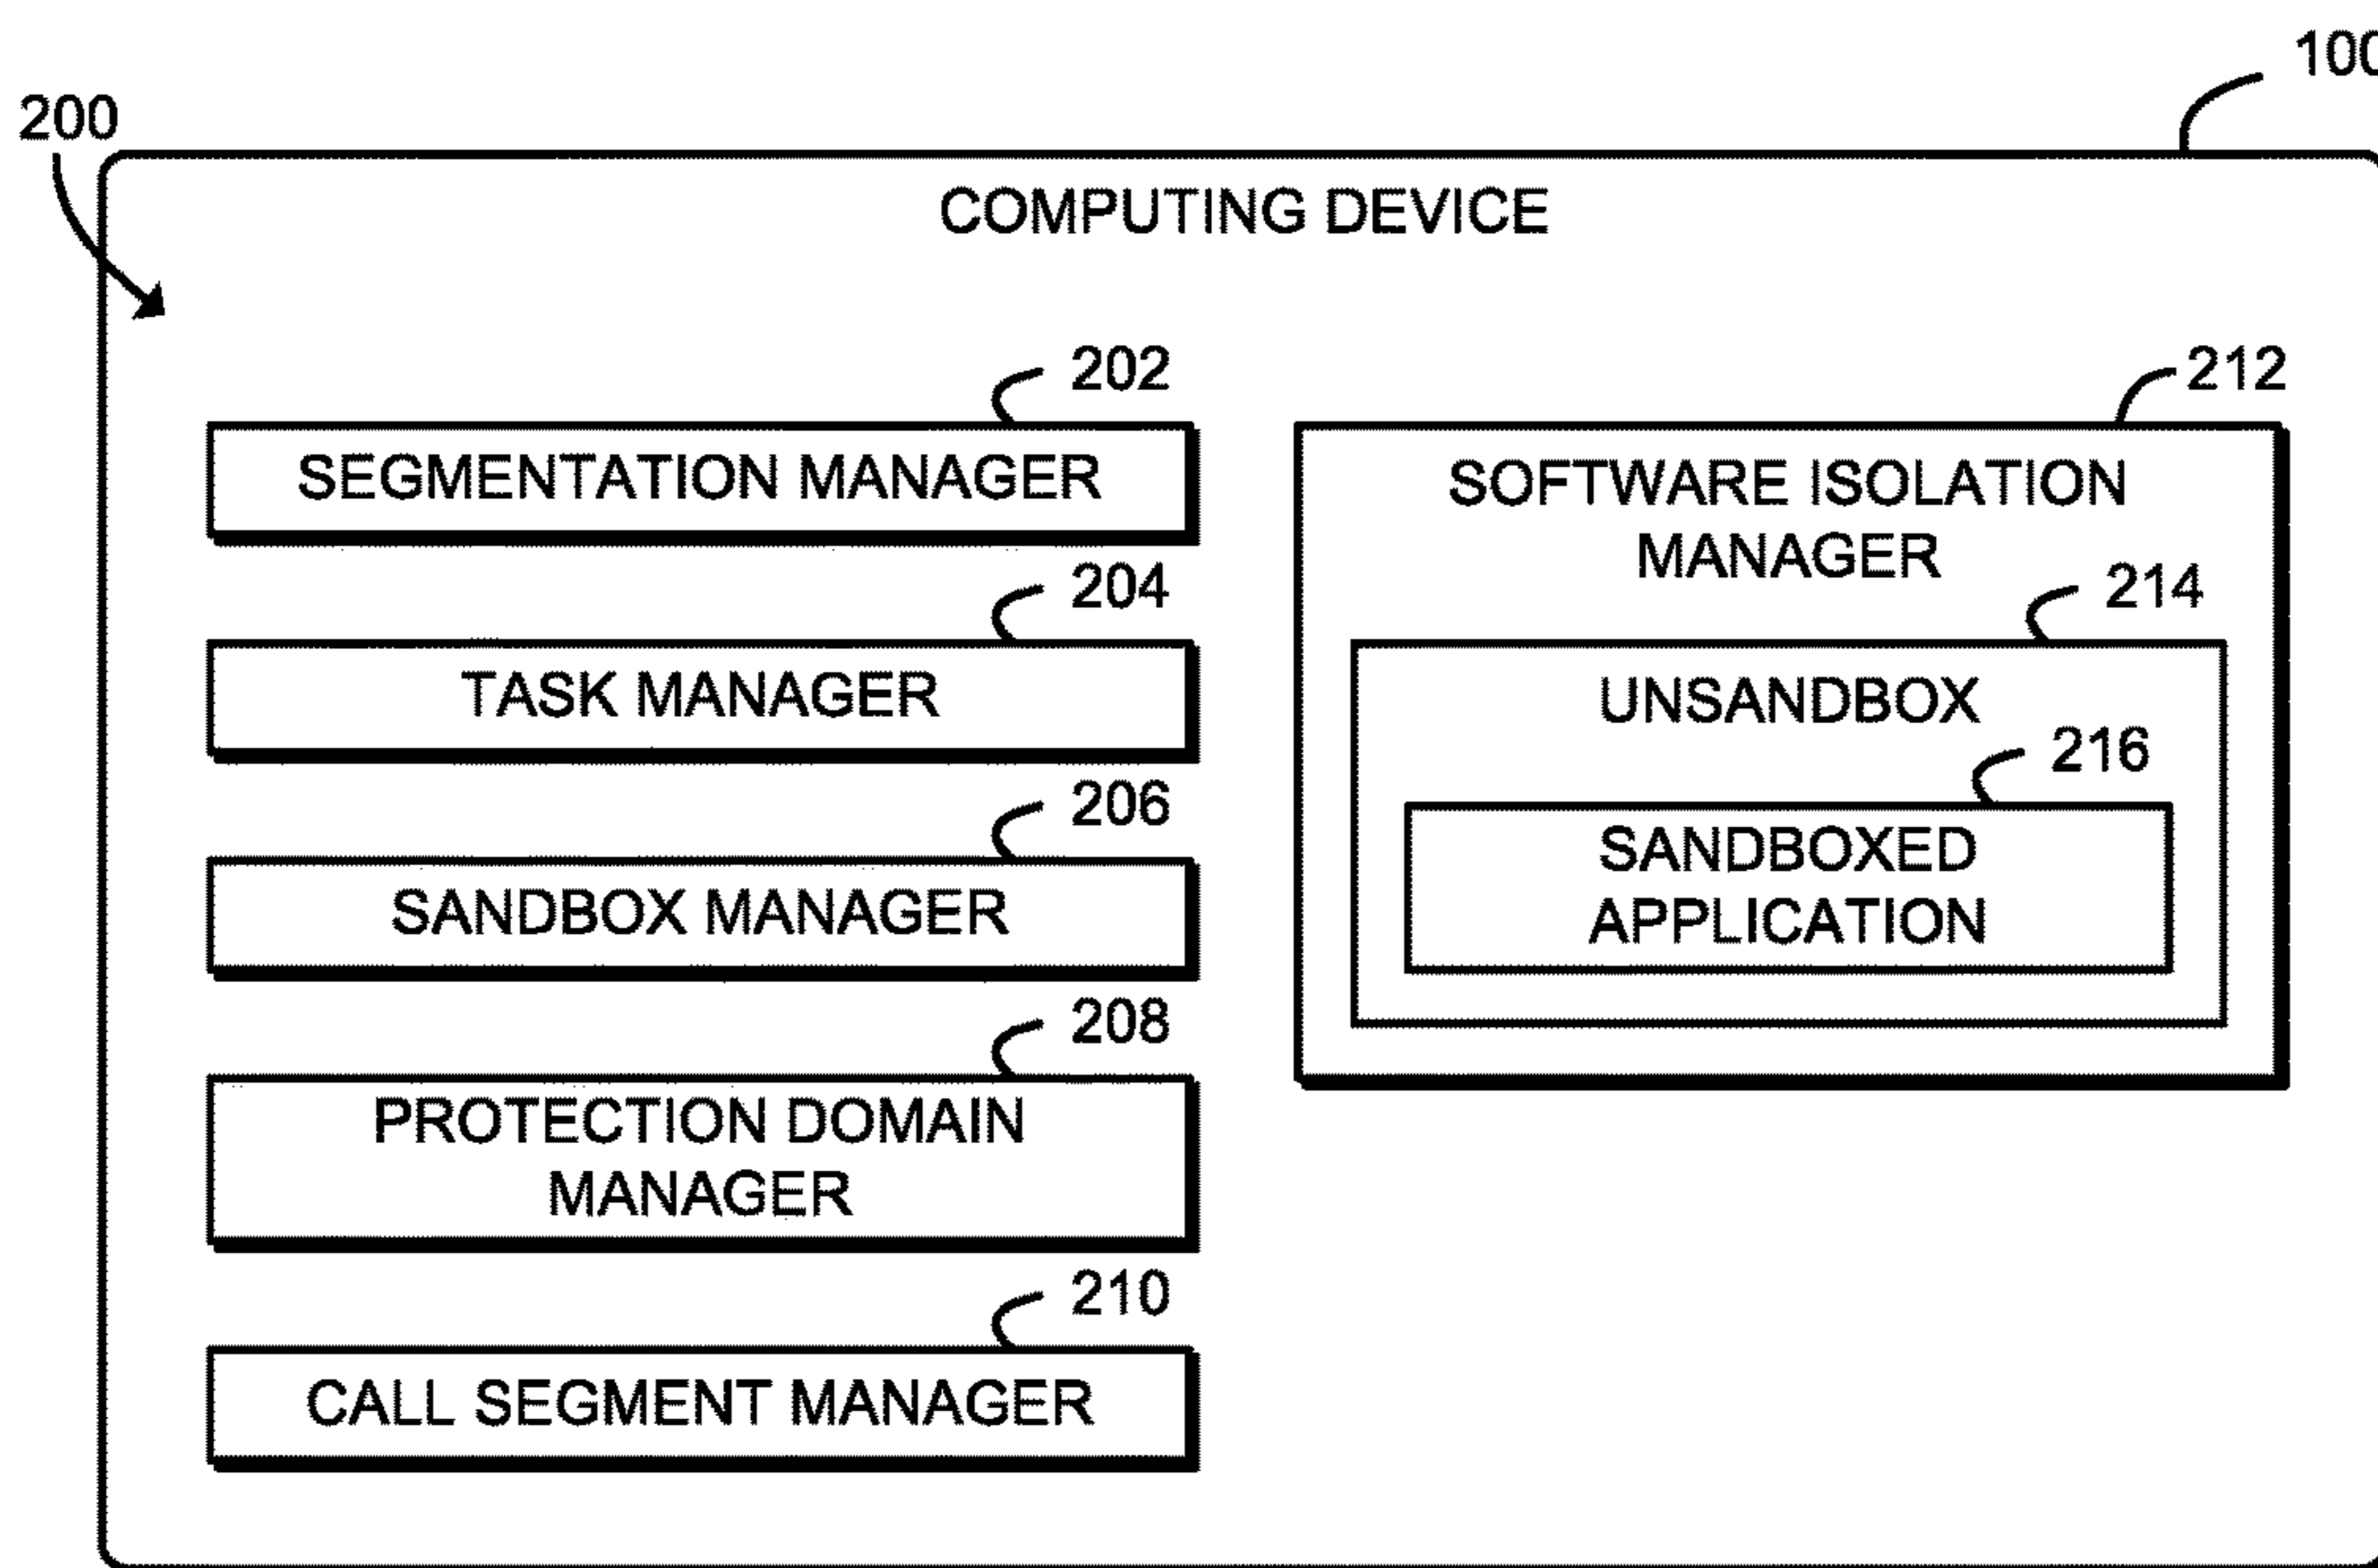 100
200
COMPUTING DEVICE
202
SEGMENTATION MANAGER
204
TASK MANAGER
206
SANDBOX MANAGER
208
PROTECTION DOMAIN
MANAGER
210
CALL SEGMENT MANAGER
212
SOFTWARE ISOLATION
MANAGER
214
UNSANDBOX
216
SANDBOXED
APPLICATION